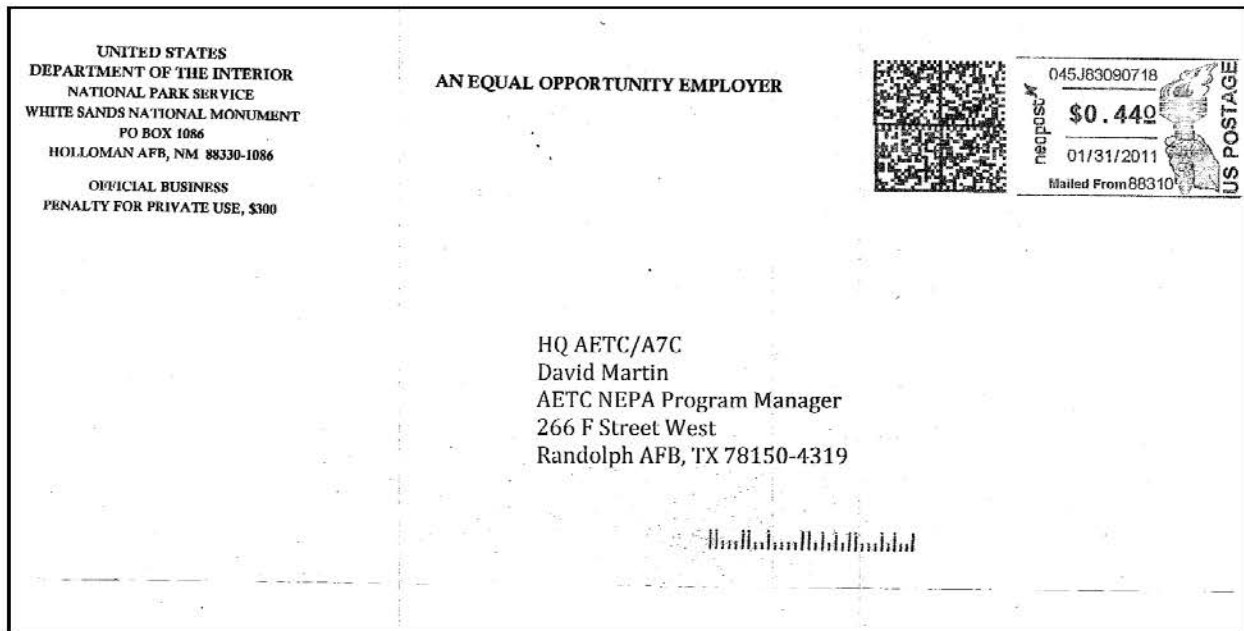 UNITED STATES
DEPARTMENT OF THE INTERIOR
NATIONAL PARK SERVICE
WHITE SANDS NATIONAL MONUMENT
PO BOX 1086
HOLLOMAN AFB, NM 88330-1086
OFFICIAL BUSINESS
PENALTY FOR PRIVATE USE, $300
AN EQUAL OPPORTUNITY EMPLOYER
neopost
045J83090718
$0.440
01/31/2011
Mailed From 88310
US POSTAGE
HQ AETC/A7C
David Martin
AETC NEPA Program Manager
266 F Street West
Randolph AFB, TX 78150-4319